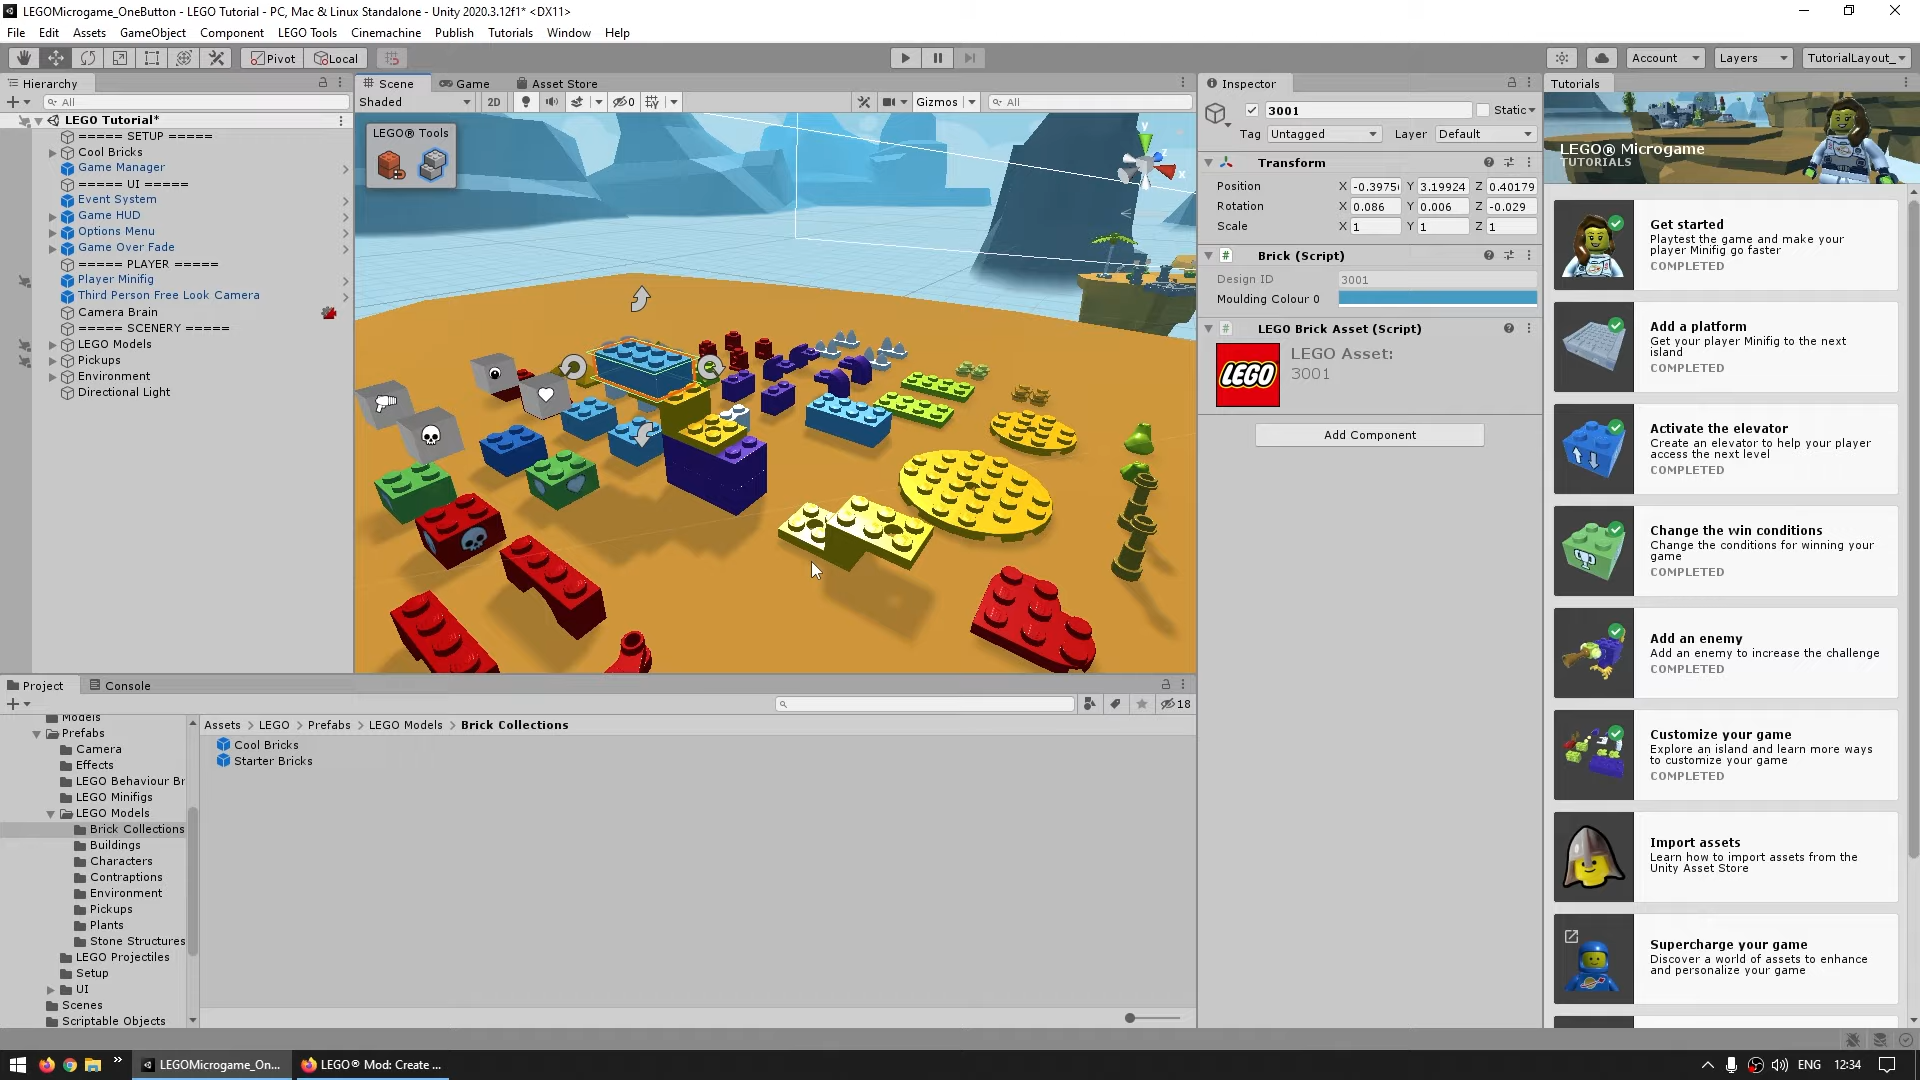 LEGOMicrogame_OneButton - LEGO Tutorial - PC, Mac & Linux Standalone - Unity 2020.3.12f1* <DX11>
File Edit Assets GameObject Component LEGO Tools Cinemachine Publish Tutorials Window Help
Pivot Local Account Layers TutorialLayout_
Hierarchy
All
LEGO Tutorial*
===== SETUP =====
Cool Bricks
Game Manager
===== UI =====
Event System
Game HUD
Options Menu
Game Over Fade
===== PLAYER =====
Player Minifig
Third Person Free Look Camera
Camera Brain
===== SCENERY =====
LEGO Models
Pickups
Environment
Directional Light
Scene Game Asset Store
Shaded 2D 0 Gizmos All
LEGO® Tools
y
x
Inspector
3001 Static
Tag Untagged Layer Default
Transform
Position X -0.3975 Y 3.19924 Z 0.40179
Rotation X 0.086 Y 0.006 Z -0.029
Scale X 1 Y 1 Z 1
Brick (Script)
Design ID 3001
Moulding Colour 0
LEGO Brick Asset (Script)
LEGO
LEGO Asset:
3001
Add Component
Tutorials
LEGO® Microgame
TUTORIALS
Get started
Playtest the game and make your
player Minifig go faster
COMPLETED
Add a platform
Get your player Minifig to the next
island
COMPLETED
Activate the elevator
Create an elevator to help your player
access the next level
COMPLETED
Change the win conditions
Change the conditions for winning your
game
COMPLETED
Add an enemy
Add an enemy to increase the challenge
COMPLETED
Customize your game
Explore an island and learn more ways
to customize your game
COMPLETED
Import assets
Learn how to import assets from the
Unity Asset Store
Supercharge your game
Discover a world of assets to enhance
and personalize your game
Project Console
18
Models
Prefabs
Camera
Effects
LEGO Behaviour Br
LEGO Minifigs
LEGO Models
Brick Collections
Buildings
Characters
Contraptions
Environment
Pickups
Plants
Stone Structures
LEGO Projectiles
Setup
UI
Scenes
Scriptable Objects
Assets > LEGO > Prefabs > LEGO Models > Brick Collections
Cool Bricks
Starter Bricks
LEGOMicrogame_On... LEGO® Mod: Create ... ENG 12:34